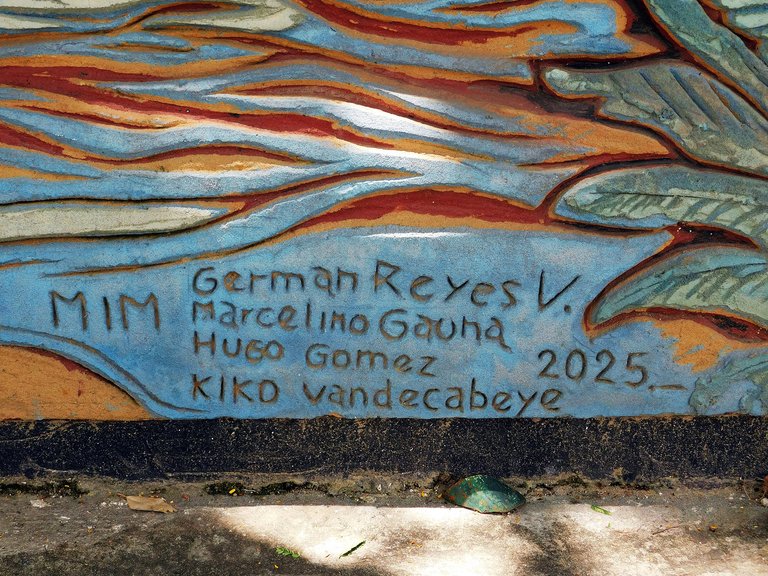 MIM
German Reyes V.
Marcelino Gauna
HUGO Gomez
KIKO vandecabeye
2025._